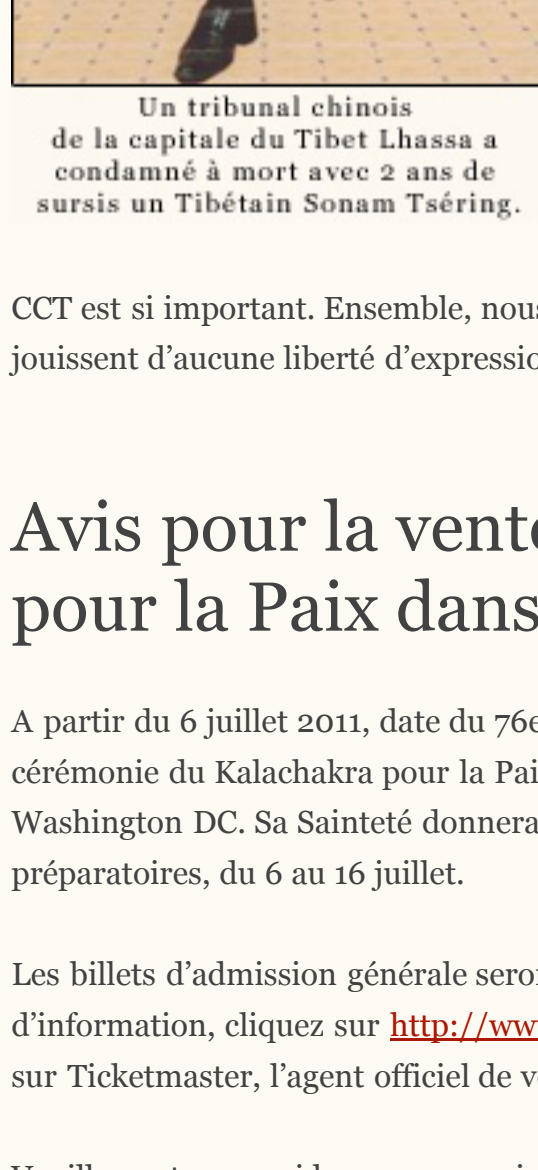 Un tribunal chinois
de la capitale du Tibet Lhassa a
condamné à mort avec 2 ans de
sursis un Tibétain Sonam Tséring.
CCT est si important. Ensemble, nous
jouissent d’aucune liberté d’expressio
Avis pour la vente
pour la Paix dans
A partir du 6 juillet 2011, date du 76e
cérémonie du Kalachakra pour la Pai
Washington DC. Sa Sainteté donnera
préparatoires, du 6 au 16 juillet.
Les billets d’admission générale seron
d’information, cliquez sur http://ww
sur Ticketmaster, l’agent officiel de v